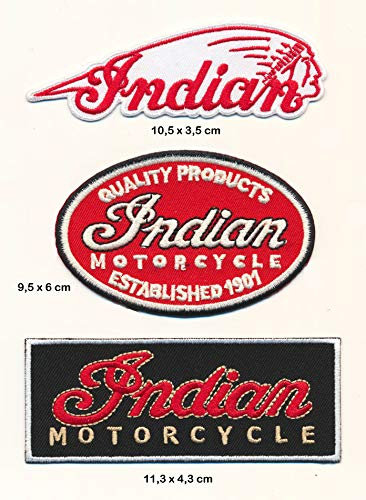 Indian
10,5 x 3,5 cm
QUALITY PRODUCTS
Indian
MOTORCYCLE
ESTABLISHED 1901
9,5 x 6 cm
Indian
MOTORCYCLE
11,3 x 4,3 cm